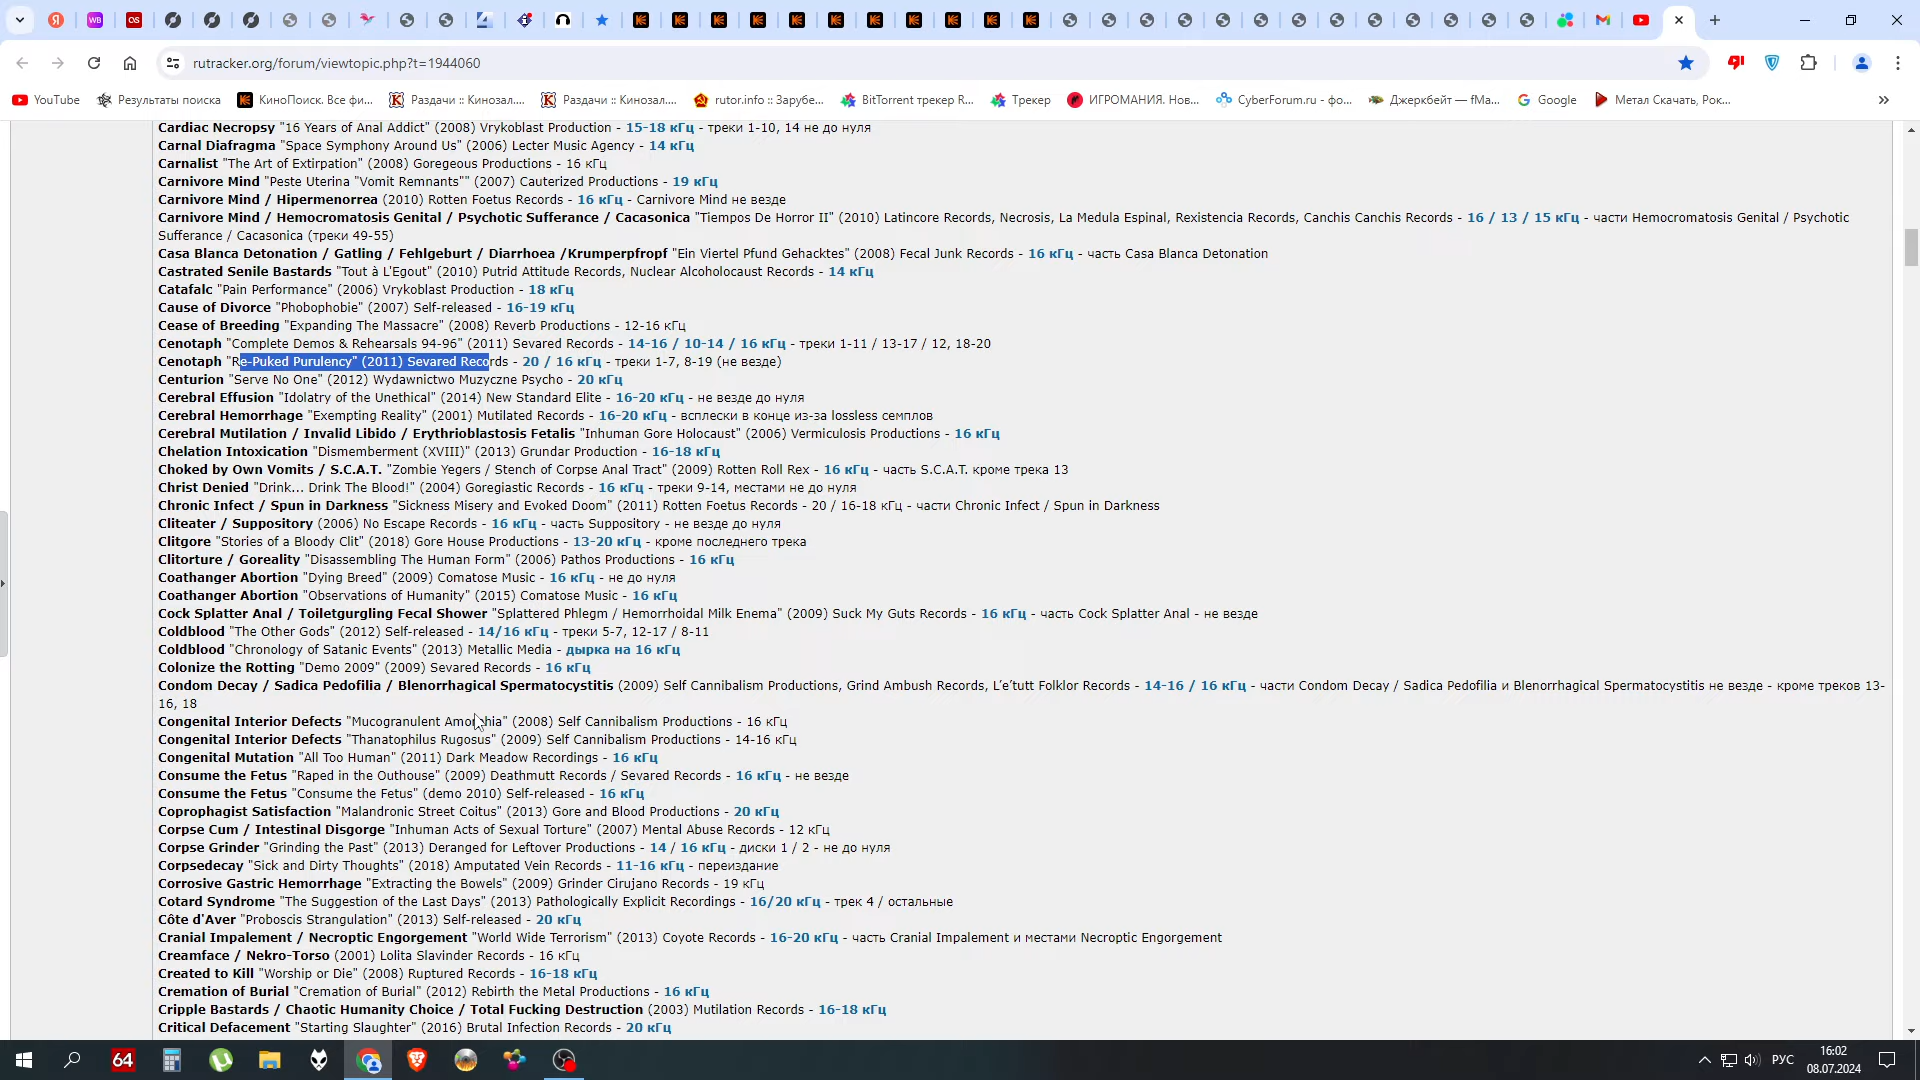 rutracker.org/forum/viewtopic.php?t=1944060
YouTube Результаты поиска КиноПоиск. Все фи... Раздачи :: Кинозал.... Раздачи :: Кинозал.... rutor.info :: Зарубе... BitTorrent трекер R... Трекер ИГРОМАНИЯ. Нов... CyberForum.ru - фо... Джеркбейт — fMa... Google Метал Скачать, Рок... »
Cardiac Necropsy "16 Years of Anal Addict" (2008) Vrykoblast Production - 15-18 кГц - треки 1-10, 14 не до нуля
Carnal Diafragma "Space Symphony Around Us" (2006) Lecter Music Agency - 14 кГц
Carnalist "The Art of Extirpation" (2008) Goregeous Productions - 16 кГц
Carnivore Mind "Peste Uterina "Vomit Remnants"" (2007) Cauterized Productions - 19 кГц
Carnivore Mind / Hipermenorrea (2010) Rotten Foetus Records - 16 кГц - Carnivore Mind не везде
Carnivore Mind / Hemocromatosis Genital / Psychotic Sufferance / Cacasonica "Tiempos De Horror II" (2010) Latincore Records, Necrosis, La Medula Espinal, Rexistencia Records, Canchis Canchis Records - 16 / 13 / 15 кГц - части Hemocromatosis Genital / Psychotic
Sufferance / Cacasonica (треки 49-55)
Casa Blanca Detonation / Gatling / Fehlgeburt / Diarrhoea /Krumperpfropf "Ein Viertel Pfund Gehacktes" (2008) Fecal Junk Records - 16 кГц - часть Casa Blanca Detonation
Castrated Senile Bastards "Tout à L'Egout" (2010) Putrid Attitude Records, Nuclear Alcoholocaust Records - 14 кГц
Catafalc "Pain Performance" (2006) Vrykoblast Production - 18 кГц
Cause of Divorce "Phobophobie" (2007) Self-released - 16-19 кГц
Cease of Breeding "Expanding The Massacre" (2008) Reverb Productions - 12-16 кГц
Cenotaph "Complete Demos & Rehearsals 94-96" (2011) Sevared Records - 14-16 / 10-14 / 16 кГц - треки 1-11 / 13-17 / 12, 18-20
Cenotaph "Re-Puked Purulency" (2011) Sevared Records - 20 / 16 кГц - треки 1-7, 8-19 (не везде)
Centurion "Serve No One" (2012) Wydawnictwo Muzyczne Psycho - 20 кГц
Cerebral Effusion "Idolatry of the Unethical" (2014) New Standard Elite - 16-20 кГц - не везде до нуля
Cerebral Hemorrhage "Exempting Reality" (2001) Mutilated Records - 16-20 кГц - всплески в конце из-за lossless семплов
Cerebral Mutilation / Invalid Libido / Erythrioblastosis Fetalis "Inhuman Gore Holocaust" (2006) Vermiculosis Productions - 16 кГц
Chelation Intoxication "Dismemberment (XVIII)" (2013) Grundar Production - 16-18 кГц
Choked by Own Vomits / S.C.A.T. "Zombie Yegers / Stench of Corpse Anal Tract" (2009) Rotten Roll Rex - 16 кГц - часть S.C.A.T. кроме трека 13
Christ Denied "Drink... Drink The Blood!" (2004) Goregiastic Records - 16 кГц - треки 9-14, местами не до нуля
Chronic Infect / Spun in Darkness "Sickness Misery and Evoked Doom" (2011) Rotten Foetus Records - 20 / 16-18 кГц - части Chronic Infect / Spun in Darkness
Cliteater / Suppository (2006) No Escape Records - 16 кГц - часть Suppository - не везде до нуля
Clitgore "Stories of a Bloody Clit" (2018) Gore House Productions - 13-20 кГц - кроме последнего трека
Clitorture / Goreality "Disassembling The Human Form" (2006) Pathos Productions - 16 кГц
Coathanger Abortion "Dying Breed" (2009) Comatose Music - 16 кГц - не до нуля
Coathanger Abortion "Observations of Humanity" (2015) Comatose Music - 16 кГц
Cock Splatter Anal / Toiletgurgling Fecal Shower "Splattered Phlegm / Hemorrhoidal Milk Enema" (2009) Suck My Guts Records - 16 кГц - часть Cock Splatter Anal - не везде
Coldblood "The Other Gods" (2012) Self-released - 14/16 кГц - треки 5-7, 12-17 / 8-11
Coldblood "Chronology of Satanic Events" (2013) Metallic Media - дырка на 16 кГц
Colonize the Rotting "Demo 2009" (2009) Sevared Records - 16 кГц
Condom Decay / Sadica Pedofilia / Blenorrhagical Spermatocystitis (2009) Self Cannibalism Productions, Grind Ambush Records, L'e'tutt Folklor Records - 14-16 / 16 кГц - части Condom Decay / Sadica Pedofilia и Blenorrhagical Spermatocystitis не везде - кроме треков 13-
16, 18
Congenital Interior Defects "Mucogranulent Amorphia" (2008) Self Cannibalism Productions - 16 кГц
Congenital Interior Defects "Thanatophilus Rugosus" (2009) Self Cannibalism Productions - 14-16 кГц
Congenital Mutation "All Too Human" (2011) Dark Meadow Recordings - 16 кГц
Consume the Fetus "Raped in the Outhouse" (2009) Deathmutt Records / Sevared Records - 16 кГц - не везде
Consume the Fetus "Consume the Fetus" (demo 2010) Self-released - 16 кГц
Coprophagist Satisfaction "Malandronic Street Coitus" (2013) Gore and Blood Productions - 20 кГц
Corpse Cum / Intestinal Disgorge "Inhuman Acts of Sexual Torture" (2007) Mental Abuse Records - 12 кГц
Corpse Grinder "Grinding the Past" (2013) Deranged for Leftover Productions - 14 / 16 кГц - диски 1 / 2 - не до нуля
Corpsedecay "Sick and Dirty Thoughts" (2018) Amputated Vein Records - 11-16 кГц - переиздание
Corrosive Gastric Hemorrhage "Extracting the Bowels" (2009) Grinder Cirujano Records - 19 кГц
Cotard Syndrome "The Suggestion of the Last Days" (2013) Pathologically Explicit Recordings - 16/20 кГц - трек 4 / остальные
Côte d'Aver "Proboscis Strangulation" (2013) Self-released - 20 кГц
Cranial Impalement / Necroptic Engorgement "World Wide Terrorism" (2013) Coyote Records - 16-20 кГц - часть Cranial Impalement и местами Necroptic Engorgement
Creamface / Nekro-Torso (2001) Lolita Slavinder Records - 16 кГц
Created to Kill "Worship or Die" (2008) Ruptured Records - 16-18 кГц
Cremation of Burial "Cremation of Burial" (2012) Rebirth the Metal Productions - 16 кГц
Cripple Bastards / Chaotic Humanity Choice / Total Fucking Destruction (2003) Mutilation Records - 16-18 кГц
Critical Defacement "Starting Slaughter" (2016) Brutal Infection Records - 20 кГц
64
РУС
16:02
08.07.2024